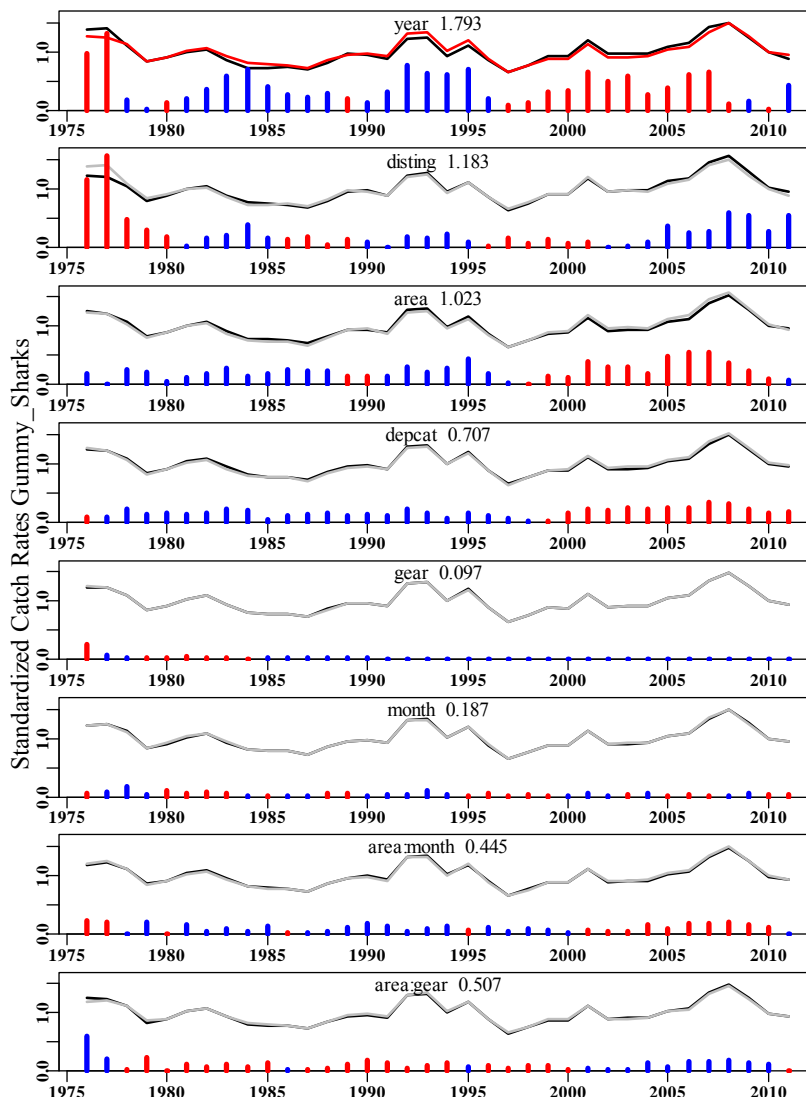 Standardized Catch Rates Gummy_Sharks
year 1.793
0.0 1.0
1975 1980 1985 1990 1995 2000 2005 2010
disting 1.183
0.0 1.0
1975 1980 1985 1990 1995 2000 2005 2010
area 1.023
0.0 1.0
1975 1980 1985 1990 1995 2000 2005 2010
depcat 0.707
0.0 1.0
1975 1980 1985 1990 1995 2000 2005 2010
gear 0.097
0.0 1.0
1975 1980 1985 1990 1995 2000 2005 2010
month 0.187
0.0 1.0
1975 1980 1985 1990 1995 2000 2005 2010
area:month 0.445
0.0 1.0
1975 1980 1985 1990 1995 2000 2005 2010
area:gear 0.507
0.0 1.0
1975 1980 1985 1990 1995 2000 2005 2010